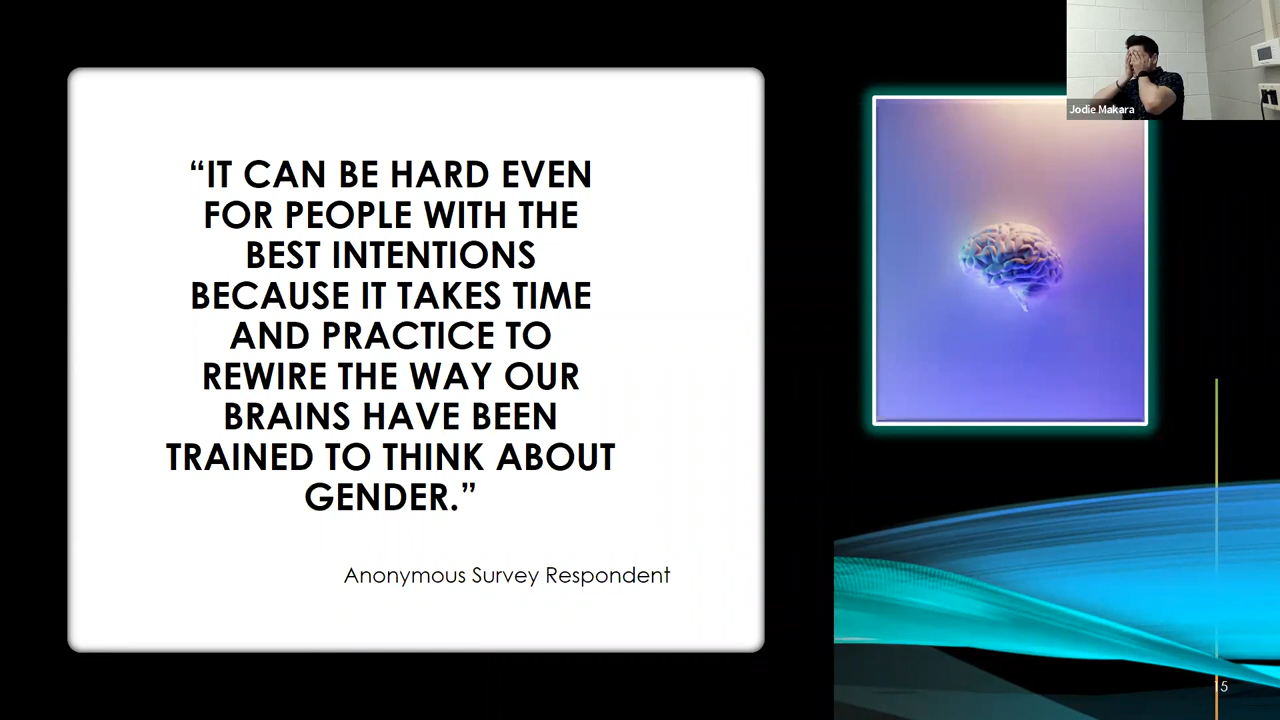 Jodie Makara
“IT CAN BE HARD EVEN
FOR PEOPLE WITH THE
BEST INTENTIONS
BECAUSE IT TAKES TIME
AND PRACTICE TO
REWIRE THE WAY OUR
BRAINS HAVE BEEN
TRAINED TO THINK ABOUT
GENDER.”
Anonymous Survey Respondent
15